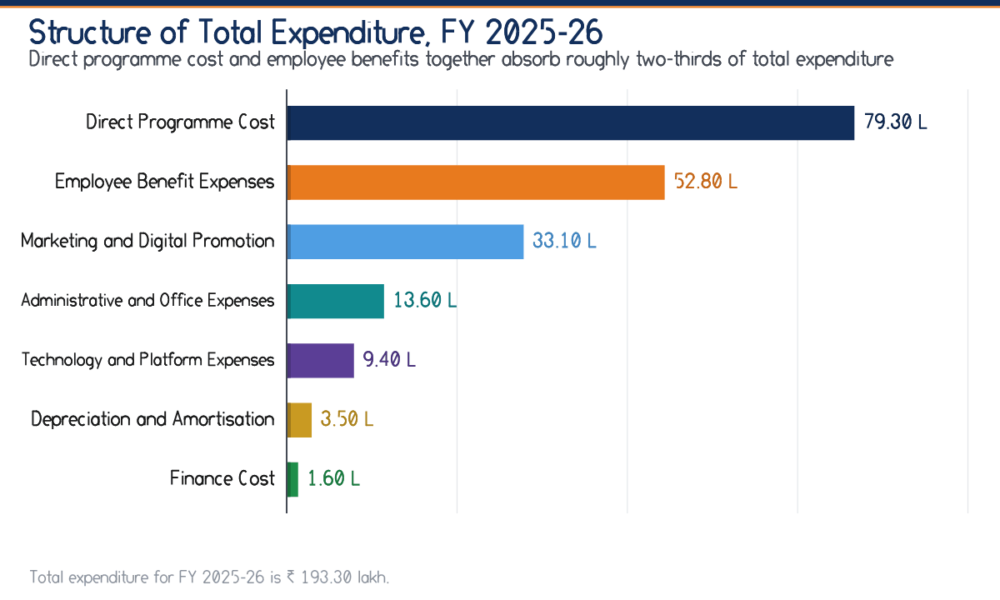 Structure of Total Expenditure, FY 2025-26
Direct programme cost and employee benefits together absorb roughly two-thirds of total expenditure
Direct Programme Cost 79.30 L
Employee Benefit Expenses 52.80 L
Marketing and Digital Promotion 33.10 L
Administrative and Office Expenses 13.60 L
Technology and Platform Expenses 9.40 L
Depreciation and Amortisation 3.50 L
Finance Cost 1.60 L
Total expenditure for FY 2025-26 is ₹ 193.30 lakh.